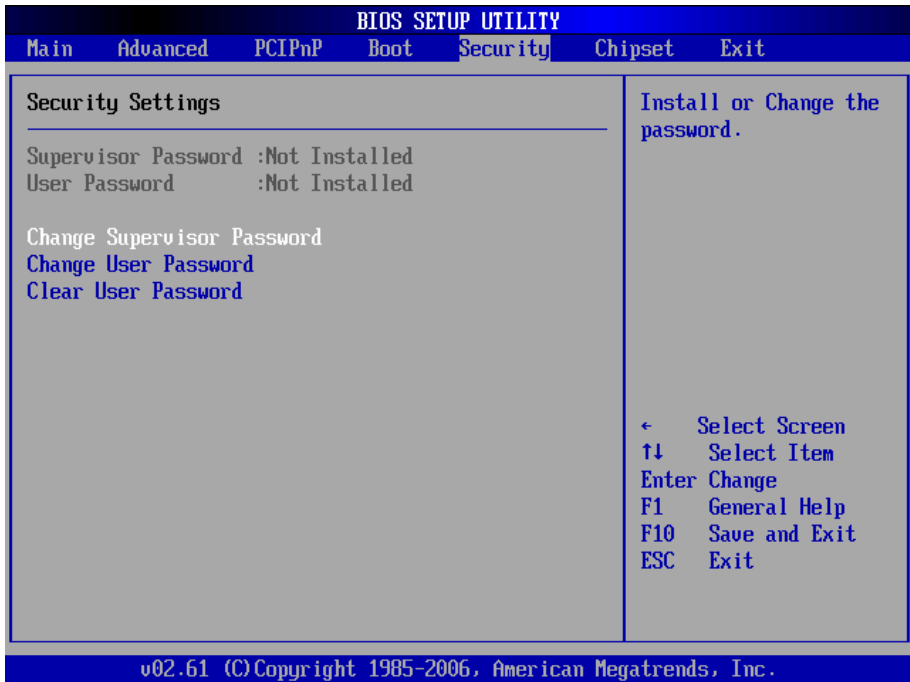 BIOS SETUP UTILITY
Main Advanced PCIPnP Boot Security Chipset Exit
Security Settings
Supervisor Password :Not Installed
User Password :Not Installed
Change Supervisor Password
Change User Password
Clear User Password
Install or Change the
password.
← Select Screen
↑↓ Select Item
Enter Change
F1 General Help
F10 Save and Exit
ESC Exit
v02.61 (C)Copyright 1985-2006, American Megatrends, Inc.